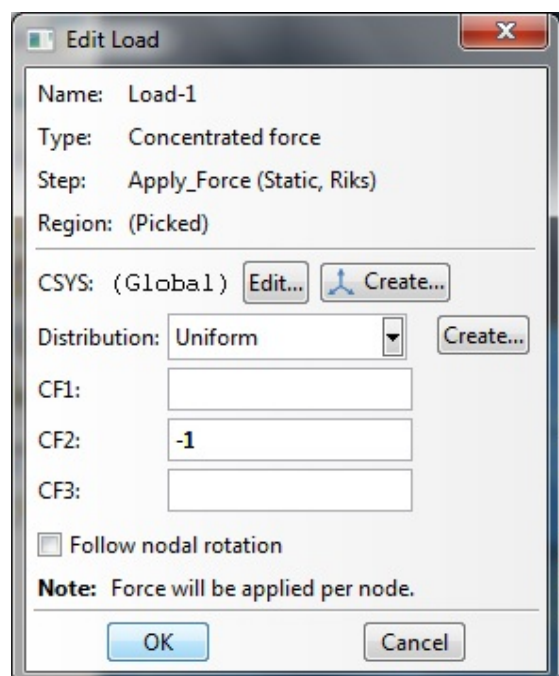 Edit Load
Name: Load-1
Type: Concentrated force
Step: Apply_Force (Static, Riks)
Region: (Picked)
CSYS: (Global) Edit... Create...
Distribution: Uniform Create...
CF1:
CF2: -1
CF3:
Follow nodal rotation
Note: Force will be applied per node.
OK Cancel